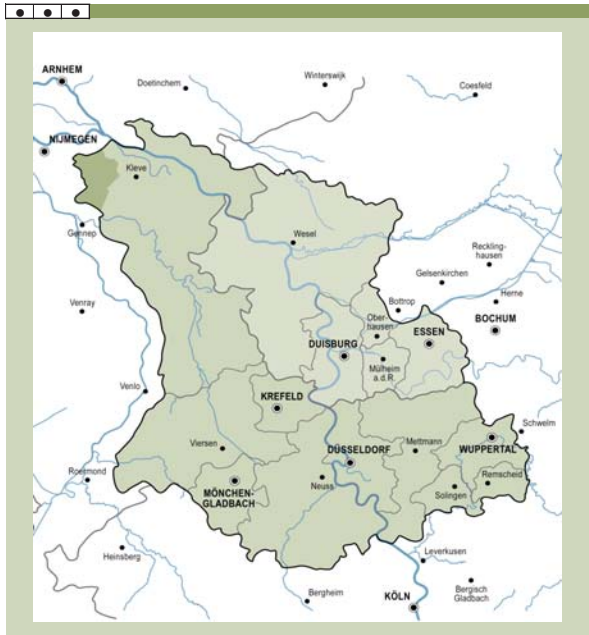 ARNHEM
Doetinchem
Winterswijk
Coesfeld
NIJMEGEN
Kleve
Gennep
Wesel
Reckling-
hausen
Gelsenkirchen
Venray
Bottrop
Herne
Ober-
hausen
ESSEN
BOCHUM
DUISBURG
Mülheim
a.d.R.
Venlo
KREFELD
Schwelm
Viersen
Mettmann
DÜSSELDORF
WUPPERTAL
Roermond
Remscheid
MÖNCHEN-
GLADBACH
Neuss
Solingen
Heinsberg
Leverkusen
Bergheim
Bergisch
Gladbach
KÖLN